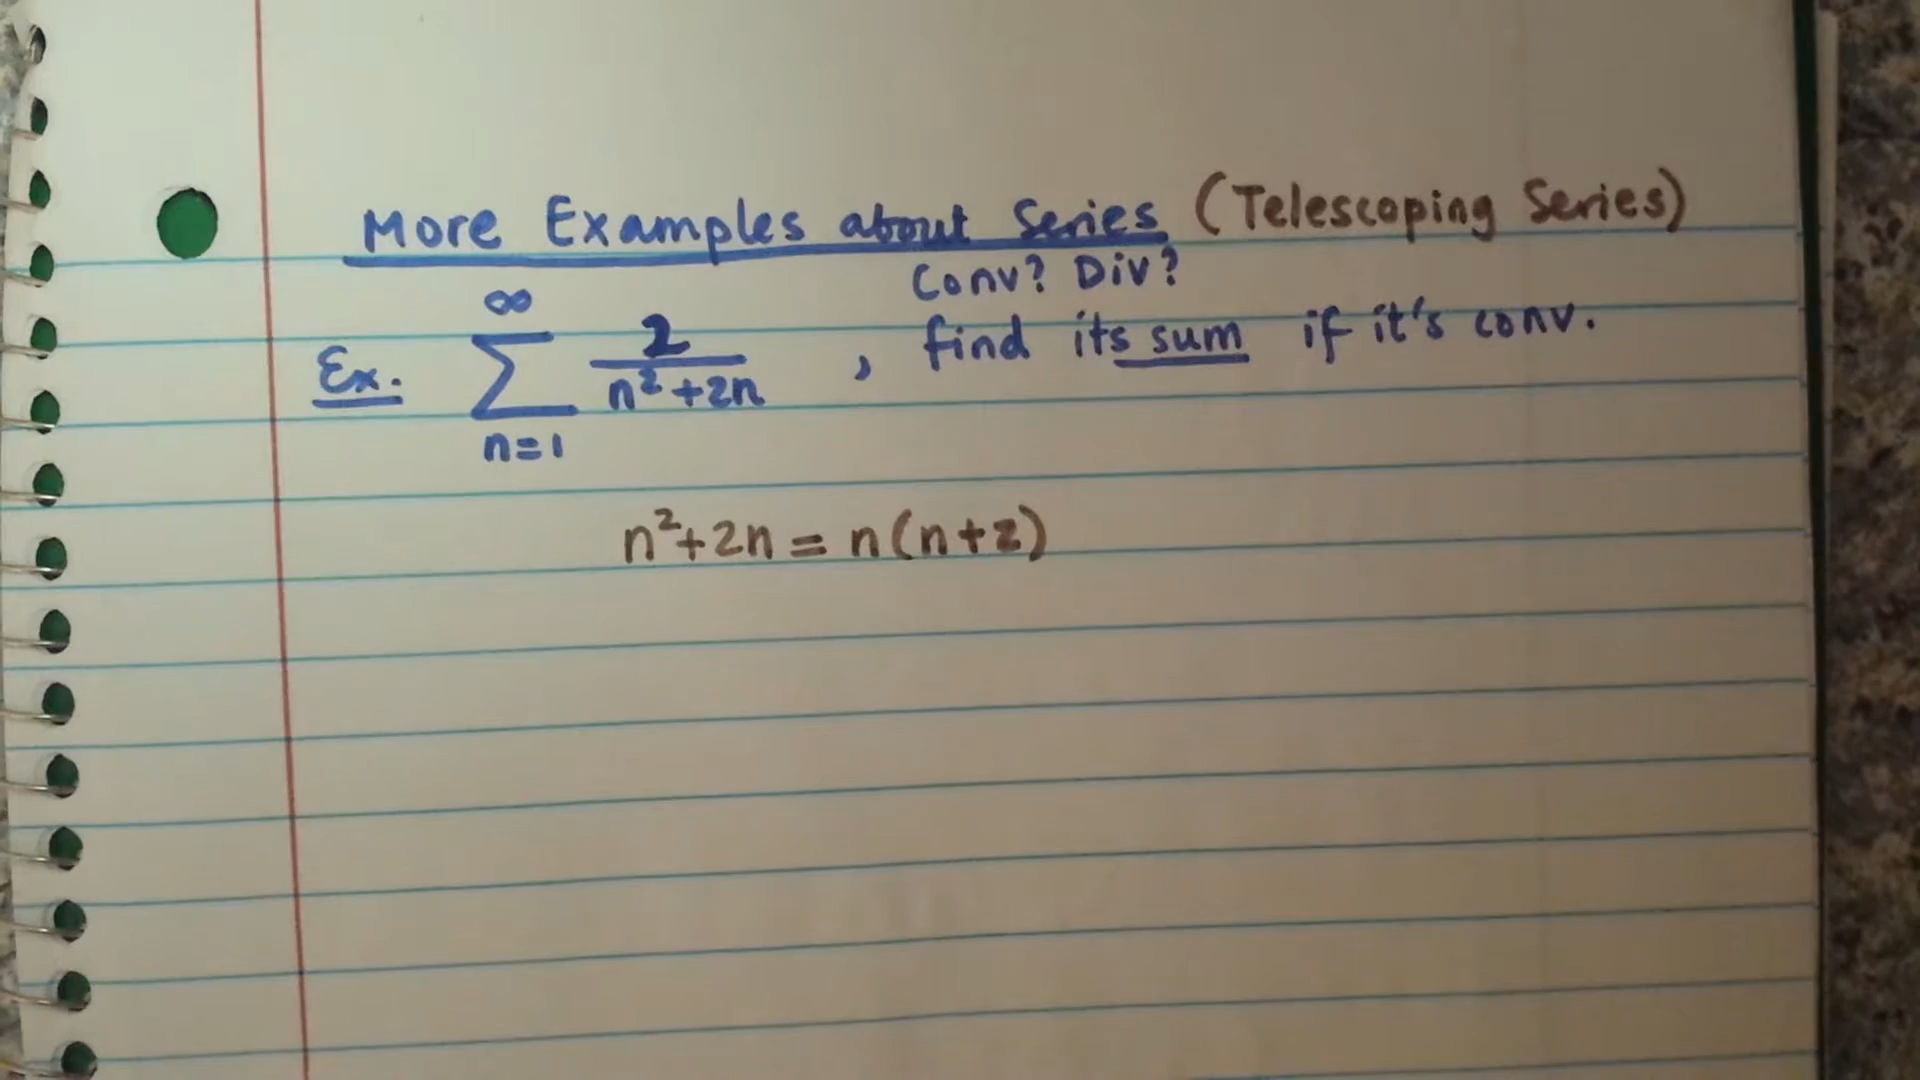 More Examples about Series (Telescoping Series)
Conv? Div?
Ex. ∞ ∑ n=1 2/(n²+2n) , find its sum if it's conv.
n²+2n = n(n+2)